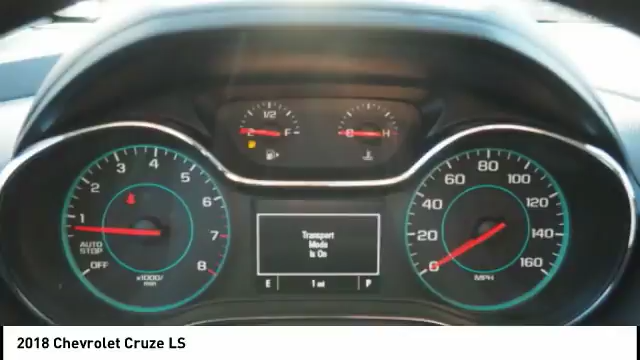 1/2
E F
C H
1 2 3 4 5 6 7 8
AUTO
STOP
OFF
x1000/
min
Transport
Mode
Is On
E 1 mi P
0 20 40 60 80 100 120 140 160
MPH
2018 Chevrolet Cruze LS